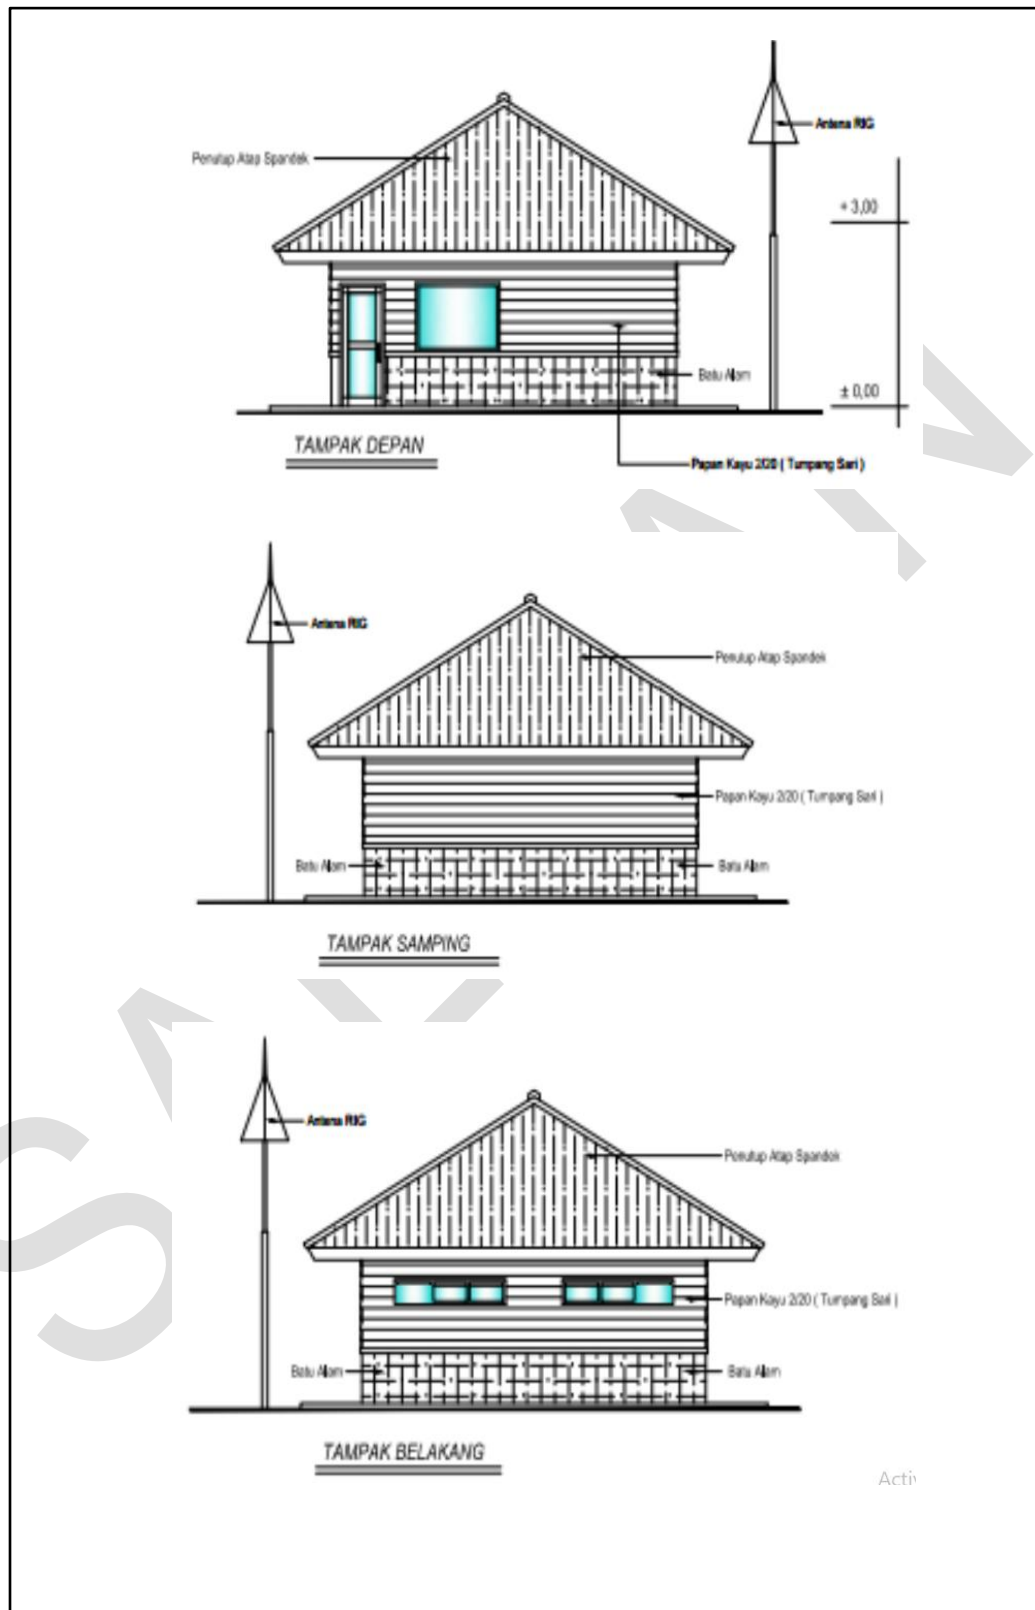 Antena RIG
Penutup Atap Spandek
+ 3,00
Batu Alam
± 0,00
TAMPAK DEPAN
Papan Kayu 2/20 ( Tumpang Sari )
Antena RIG
Penutup Atap Spandek
Papan Kayu 2/20 ( Tumpang Sari )
Batu Alam
Batu Alam
TAMPAK SAMPING
Antena RIG
Penutup Atap Spandek
Papan Kayu 2/20 ( Tumpang Sari )
Batu Alam
Batu Alam
TAMPAK BELAKANG
Activ